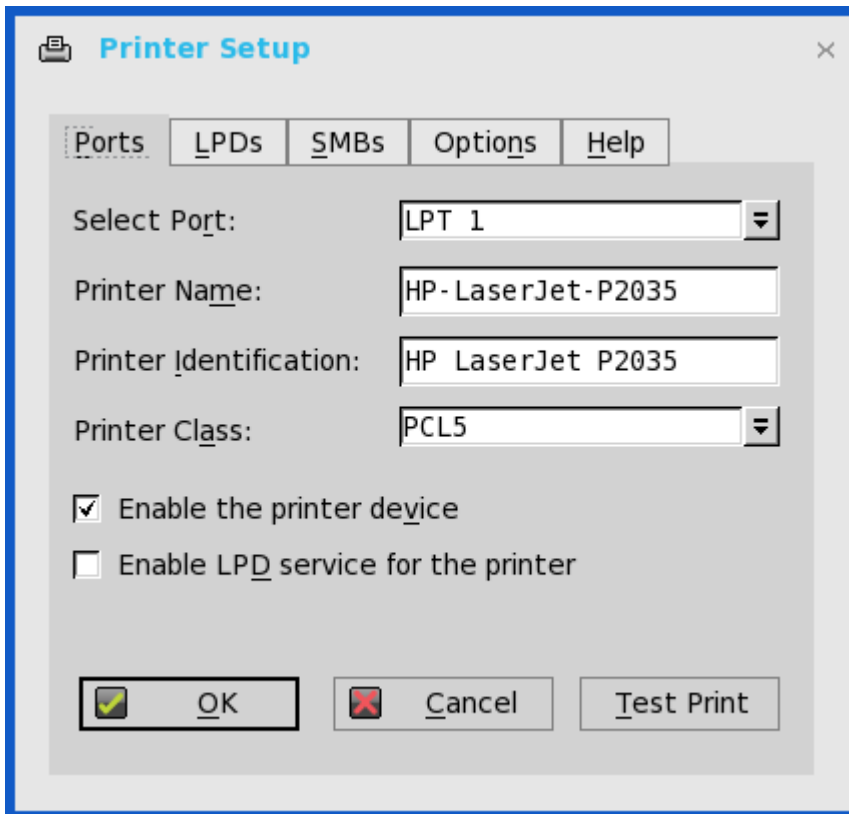 Printer Setup
Ports LPDs SMBs Options Help
Select Port: LPT 1
Printer Name: HP-LaserJet-P2035
Printer Identification: HP LaserJet P2035
Printer Class: PCL5
Enable the printer device
Enable LPD service for the printer
OK Cancel Test Print